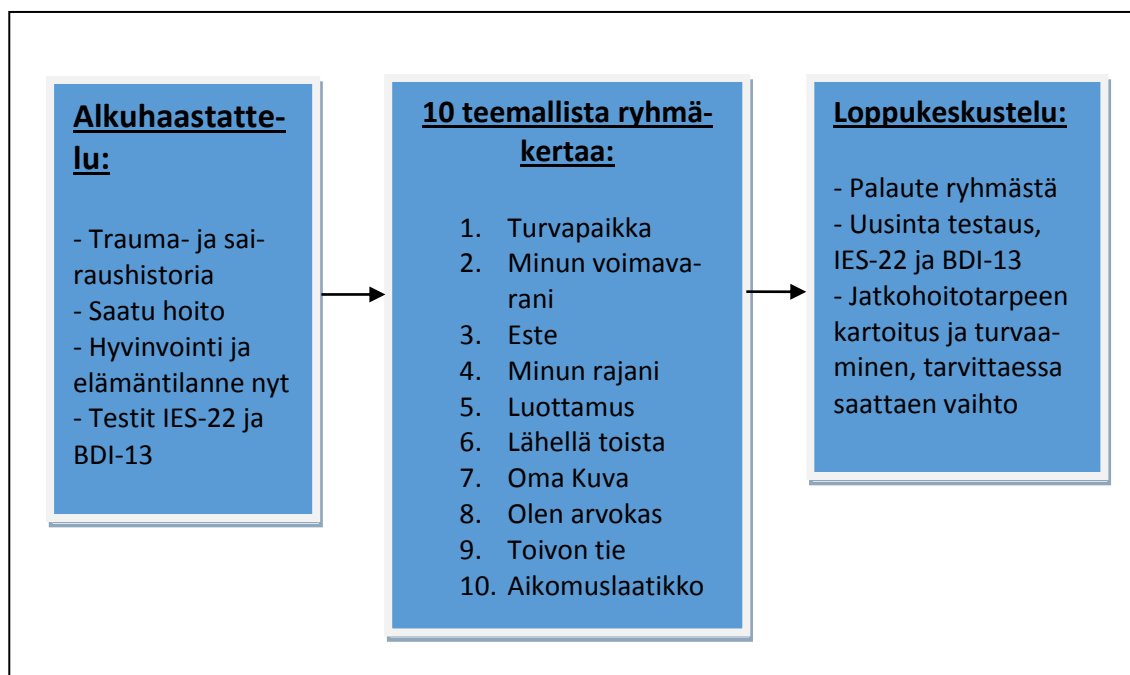 Alkuhaastatte-
lu:
- Trauma- ja sai-
raushistoria
- Saatu hoito
- Hyvinvointi ja
elämäntilanne nyt
- Testit IES-22 ja
BDI-13
10 teemallista ryhmä-
kertaa:
1. Turvapaikka
2. Minun voimava-
rani
3. Este
4. Minun rajani
5. Luottamus
6. Lähellä toista
7. Oma Kuva
8. Olen arvokas
9. Toivon tie
10. Aikomuslaatikko
Loppukeskustelu:
- Palaute ryhmästä
- Uusinta testaus,
IES-22 ja BDI-13
- Jatkohoitotarpeen
kartoitus ja turvaa-
minen, tarvittaessa
saattaen vaihto